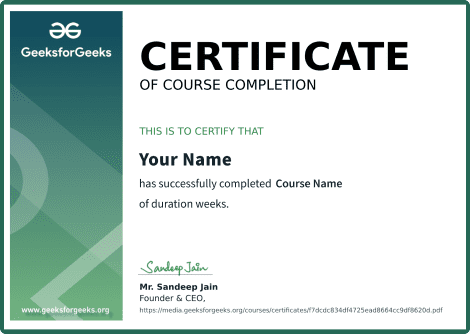 GeeksforGeeks
CERTIFICATE
OF COURSE COMPLETION
THIS IS TO CERTIFY THAT
Your Name
has successfully completed Course Name
of duration weeks.
Sandeep Jain
Mr. Sandeep Jain
Founder & CEO,
www.geeksforgeeks.org
https://media.geeksforgeeks.org/courses/certificates/f7dcdc834df4725ead8664cc9df8620d.pdf